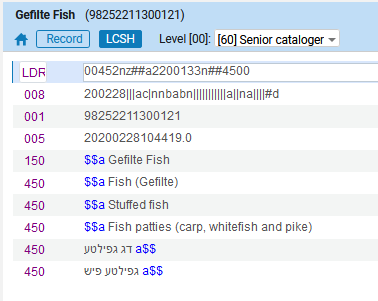 Gefilte Fish (98252211300121)
Record LCSH Level [00]: [60] Senior cataloger
LDR 00452nz##a2200133n##4500
008 200228|||ac|nnbabn|||||||||||a||na||||#d
001 98252211300121
005 20200228104419.0
150 $$a Gefilte Fish
450 $$a Fish (Gefilte)
450 $$a Stuffed fish
450 $$a Fish patties (carp, whitefish and pike)
450 $$a דג גפילטע
450 $$a גפילטע פיש